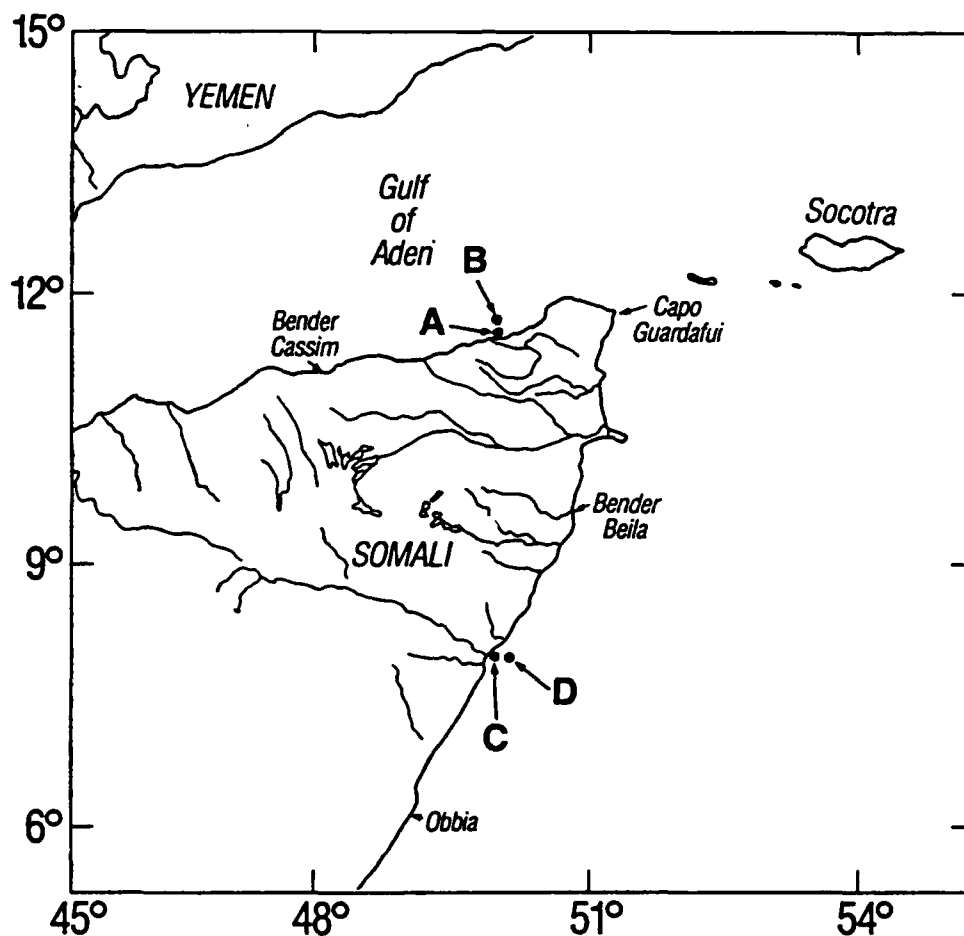 15°
YEMEN
Gulf
of
Aderi
Socotra
B
12°
A
Capo
Guardafui
Bender
Cassim
Bender
Beila
SOMALI
9°
D
C
6°
Obbia
45°
48°
51°
54°